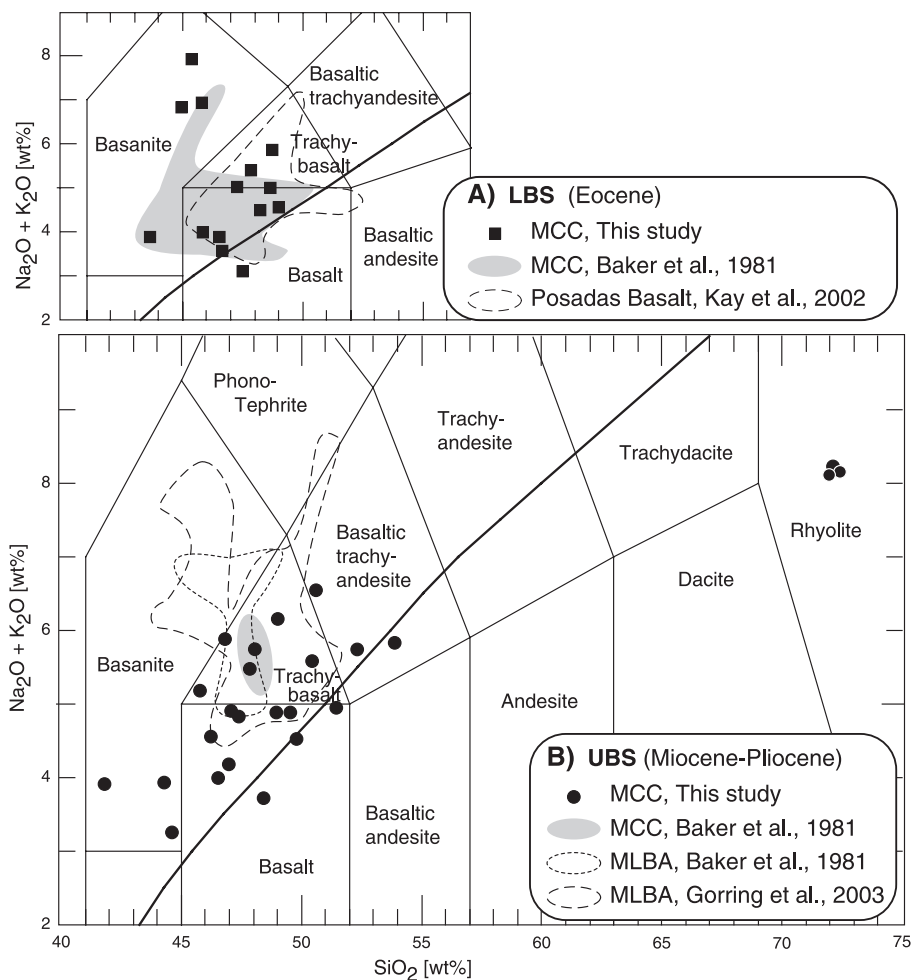 8
6
4
2
Na2O + K2O [wt%]
Basaltic
trachyandesite
Basanite
Trachy-
basalt
Basalt
Basaltic
andesite
A) LBS (Eocene)
MCC, This study
MCC, Baker et al., 1981
Posadas Basalt, Kay et al., 2002
8
6
4
2
Na2O + K2O [wt%]
Phono-
Tephrite
Trachy-
andesite
Trachydacite
Rhyolite
Basaltic
trachy-
andesite
Dacite
Basanite
Trachy-
basalt
Andesite
Basalt
Basaltic
andesite
B) UBS (Miocene-Pliocene)
MCC, This study
MCC, Baker et al., 1981
MLBA, Baker et al., 1981
MLBA, Gorring et al., 2003
40 45 50 55 60 65 70 75
SiO2 [wt%]